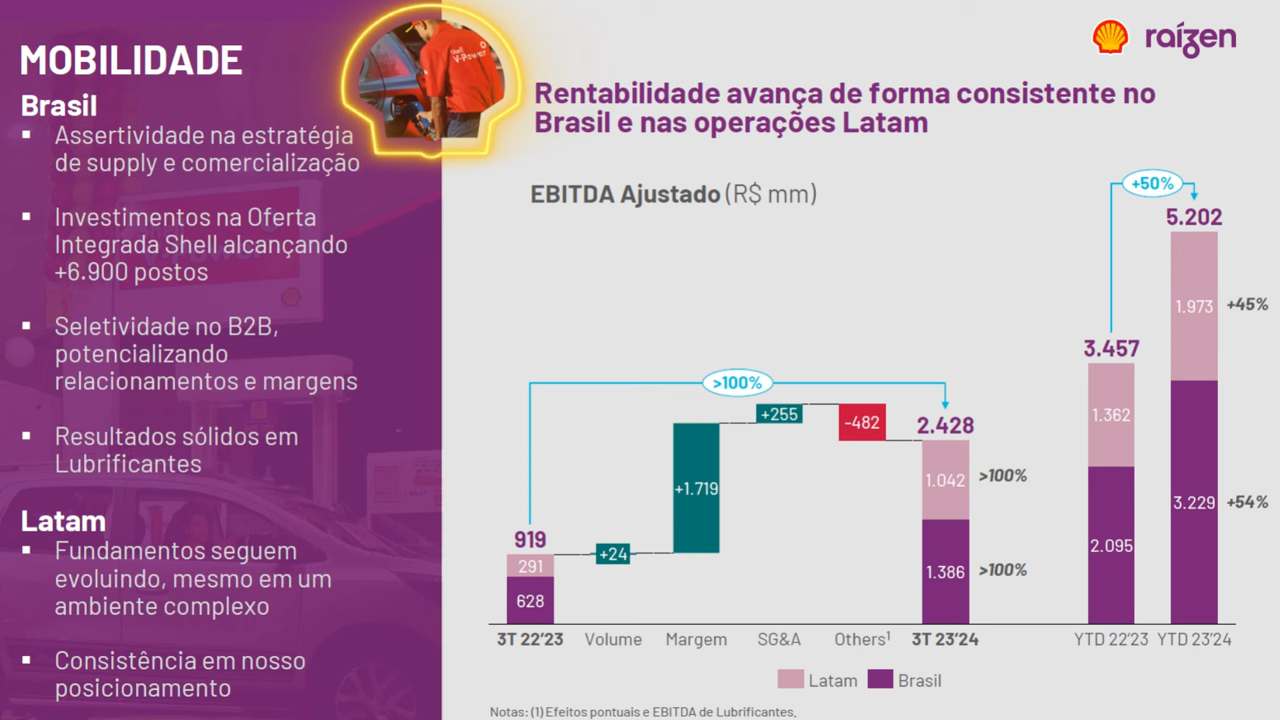 MOBILIDADE
Brasil
▪ Assertividade na estratégia
de supply e comercialização
▪ Investimentos na Oferta
Integrada Shell alcançando
+6.900 postos
▪ Seletividade no B2B,
potencializando
relacionamentos e margens
▪ Resultados sólidos em
Lubrificantes
Latam
▪ Fundamentos seguem
evoluindo, mesmo em um
ambiente complexo
▪ Consistência em nosso
posicionamento
Shell
V-Power
raízen
Rentabilidade avança de forma consistente no
Brasil e nas operações Latam
EBITDA Ajustado (R$ mm)
>100%
919
291
628
+24
+1.719
+255
-482
2.428
1.042
>100%
1.386
>100%
3T 22'23
Volume
Margem
SG&A
Others¹
3T 23'24
+50%
3.457
1.362
2.095
5.202
1.973
+45%
3.229
+54%
YTD 22'23
YTD 23'24
Latam
Brasil
Notas: (1) Efeitos pontuais e EBITDA de Lubrificantes.